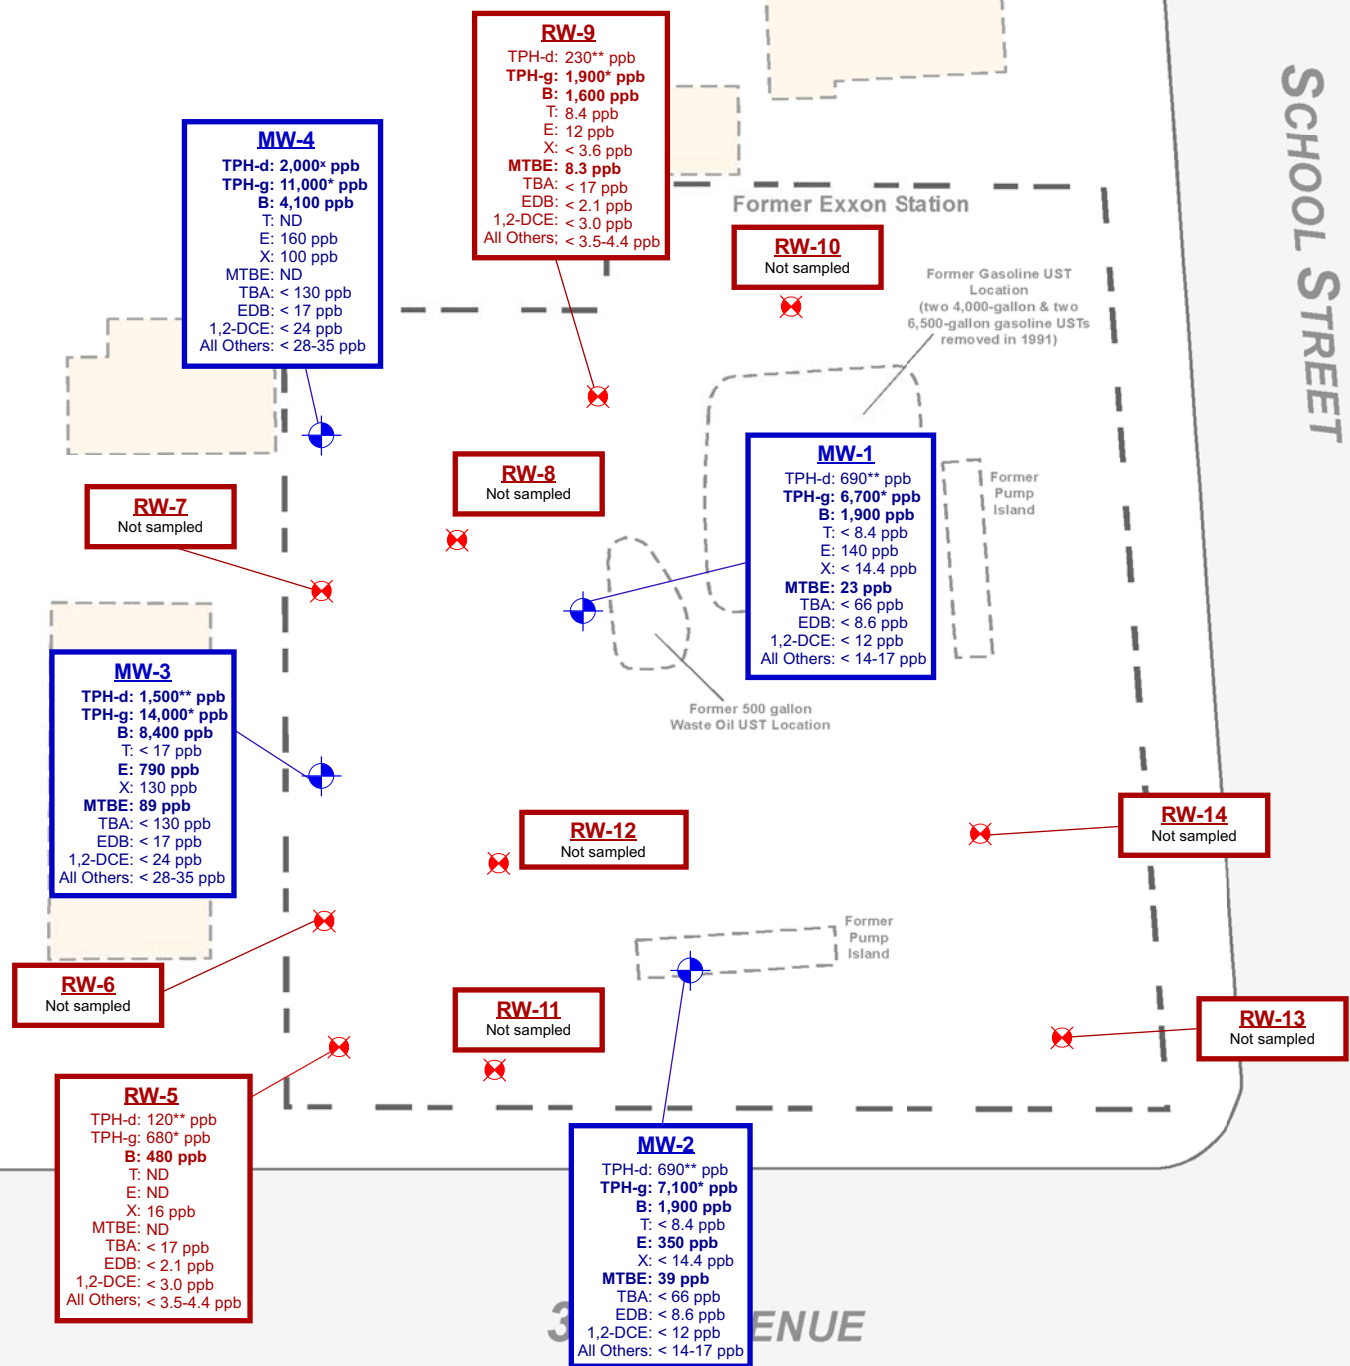 RW-9
TPH-d: 230** ppb
TPH-g: 1,900* ppb
B: 1,600 ppb
T: 8.4 ppb
E: 12 ppb
X: < 3.6 ppb
MTBE: 8.3 ppb
TBA: < 17 ppb
EDB: < 2.1 ppb
1,2-DCE: < 3.0 ppb
All Others; < 3.5-4.4 ppb
SCHOOL STREET
MW-4
TPH-d: 2,000ˣ ppb
TPH-g: 11,000* ppb
B: 4,100 ppb
T: ND
E: 160 ppb
X: 100 ppb
MTBE: ND
TBA: < 130 ppb
EDB: < 17 ppb
1,2-DCE: < 24 ppb
All Others: < 28-35 ppb
Former Exxon Station
RW-10
Not sampled
Former Gasoline UST
Location
(two 4,000-gallon & two
6,500-gallon gasoline USTs
removed in 1991)
RW-8
Not sampled
RW-7
Not sampled
MW-1
TPH-d: 690** ppb
TPH-g: 6,700* ppb
B: 1,900 ppb
T: < 8.4 ppb
E: 140 ppb
X: < 14.4 ppb
MTBE: 23 ppb
TBA: < 66 ppb
EDB: < 8.6 ppb
1,2-DCE: < 12 ppb
All Others: < 14-17 ppb
Former
Pump
Island
MW-3
TPH-d: 1,500** ppb
TPH-g: 14,000* ppb
B: 8,400 ppb
T: < 17 ppb
E: 790 ppb
X: 130 ppb
MTBE: 89 ppb
TBA: < 130 ppb
EDB: < 17 ppb
1,2-DCE: < 24 ppb
All Others: < 28-35 ppb
Former 500 gallon
Waste Oil UST Location
RW-12
Not sampled
RW-14
Not sampled
Former
Pump
Island
RW-6
Not sampled
RW-11
Not sampled
RW-13
Not sampled
RW-5
TPH-d: 120** ppb
TPH-g: 680* ppb
B: 480 ppb
T: ND
E: ND
X: 16 ppb
MTBE: ND
TBA: < 17 ppb
EDB: < 2.1 ppb
1,2-DCE: < 3.0 ppb
All Others; < 3.5-4.4 ppb
MW-2
TPH-d: 690** ppb
TPH-g: 7,100* ppb
B: 1,900 ppb
T: < 8.4 ppb
E: 350 ppb
X: < 14.4 ppb
MTBE: 39 ppb
TBA: < 66 ppb
EDB: < 8.6 ppb
1,2-DCE: < 12 ppb
All Others: < 14-17 ppb
3 ENUE